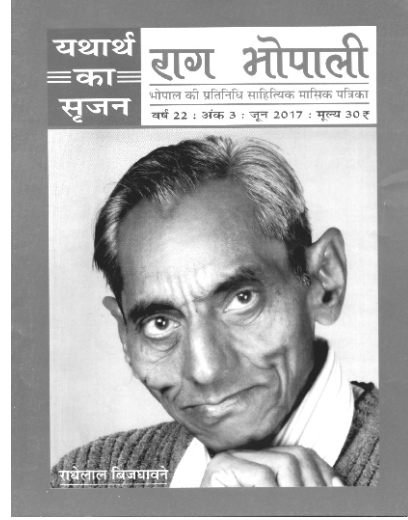 यथार्थ
का
सृजन
राग भोपाली
भोपाल की प्रतिनिधि साहित्यिक मासिक पत्रिका
वर्ष 22 : अंक 3 : जून 2017 : मूल्य 30 ₹
राधेलाल बिजघावने